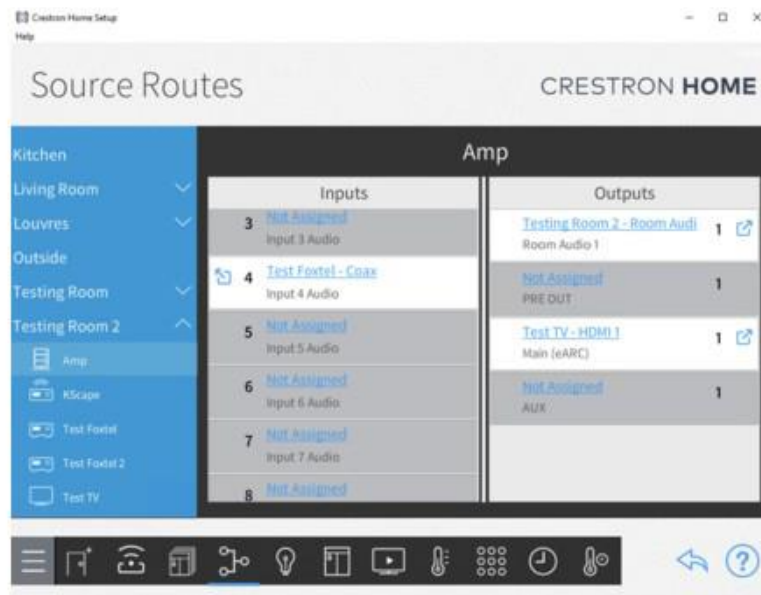 Crestron Home Setup
Help
Source Routes
CRESTRON HOME
Kitchen
Living Room
Louvres
Outside
Testing Room
Testing Room 2
Amp
KScape
Test Foxtel
Test Foxtel 2
Test TV
Amp
Inputs
3 Not Assigned
Input 3 Audio
4 Test Foxtel - Coax
Input 4 Audio
5 Not Assigned
Input 5 Audio
6 Not Assigned
Input 6 Audio
7 Not Assigned
Input 7 Audio
8 Not Assigned
Outputs
Testing Room 2 - Room Audi 1
Room Audio 1
Not Assigned 1
PRE OUT
Test TV - HDMI 1 1
Main (eARC)
Not Assigned 1
AUX